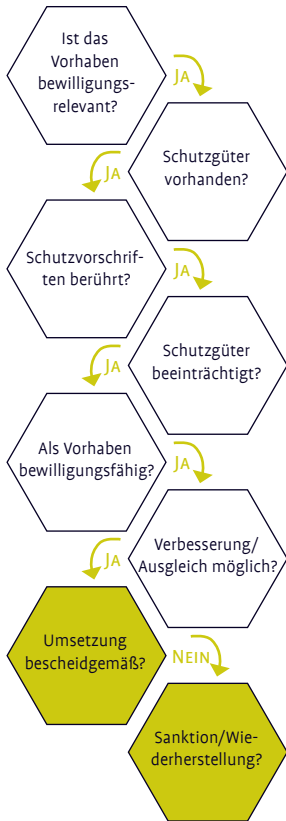 Ist das
Vorhaben
bewilligungs-
relevant?
JA
Schutzgüter
vorhanden?
JA
Schutzvorschrif-
ten berührt?
JA
Schutzgüter
beeinträchtigt?
JA
Als Vorhaben
bewilligungsfähig?
JA
Verbesserung/
Ausgleich möglich?
JA
Umsetzung
bescheidgemäß?
NEIN
Sanktion/Wie-
derherstellung?